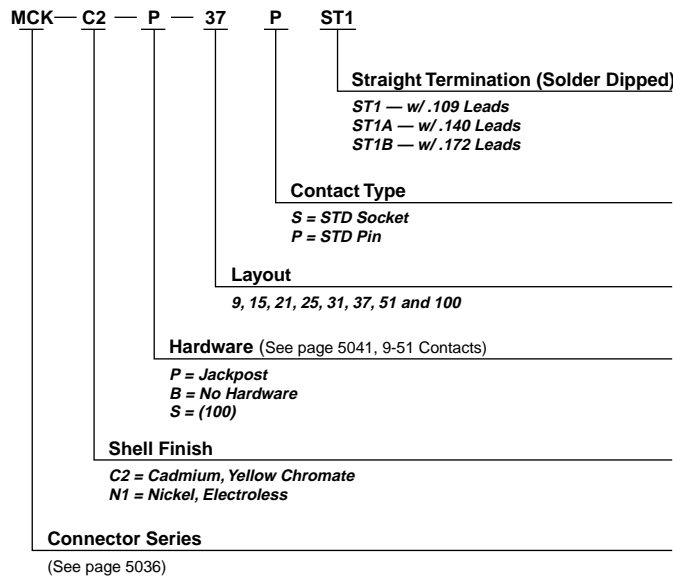 MCK — C2 — P — 37 P ST1
Straight Termination (Solder Dipped)
ST1 — w/ .109 Leads
ST1A — w/ .140 Leads
ST1B — w/ .172 Leads
Contact Type
S = STD Socket
P = STD Pin
Layout
9, 15, 21, 25, 31, 37, 51 and 100
Hardware (See page 5041, 9-51 Contacts)
P = Jackpost
B = No Hardware
S = (100)
Shell Finish
C2 = Cadmium, Yellow Chromate
N1 = Nickel, Electroless
Connector Series
(See page 5036)